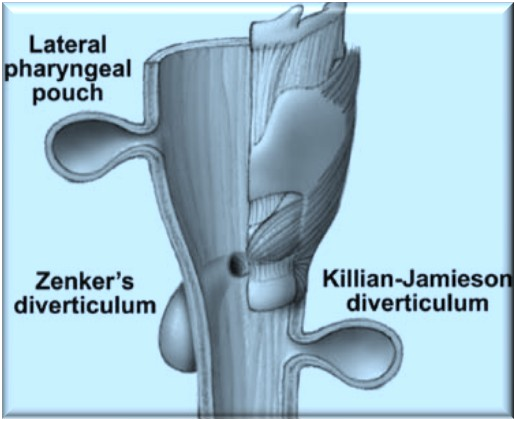 Lateral
pharyngeal
pouch
Zenker's
diverticulum
Killian-Jamieson
diverticulum